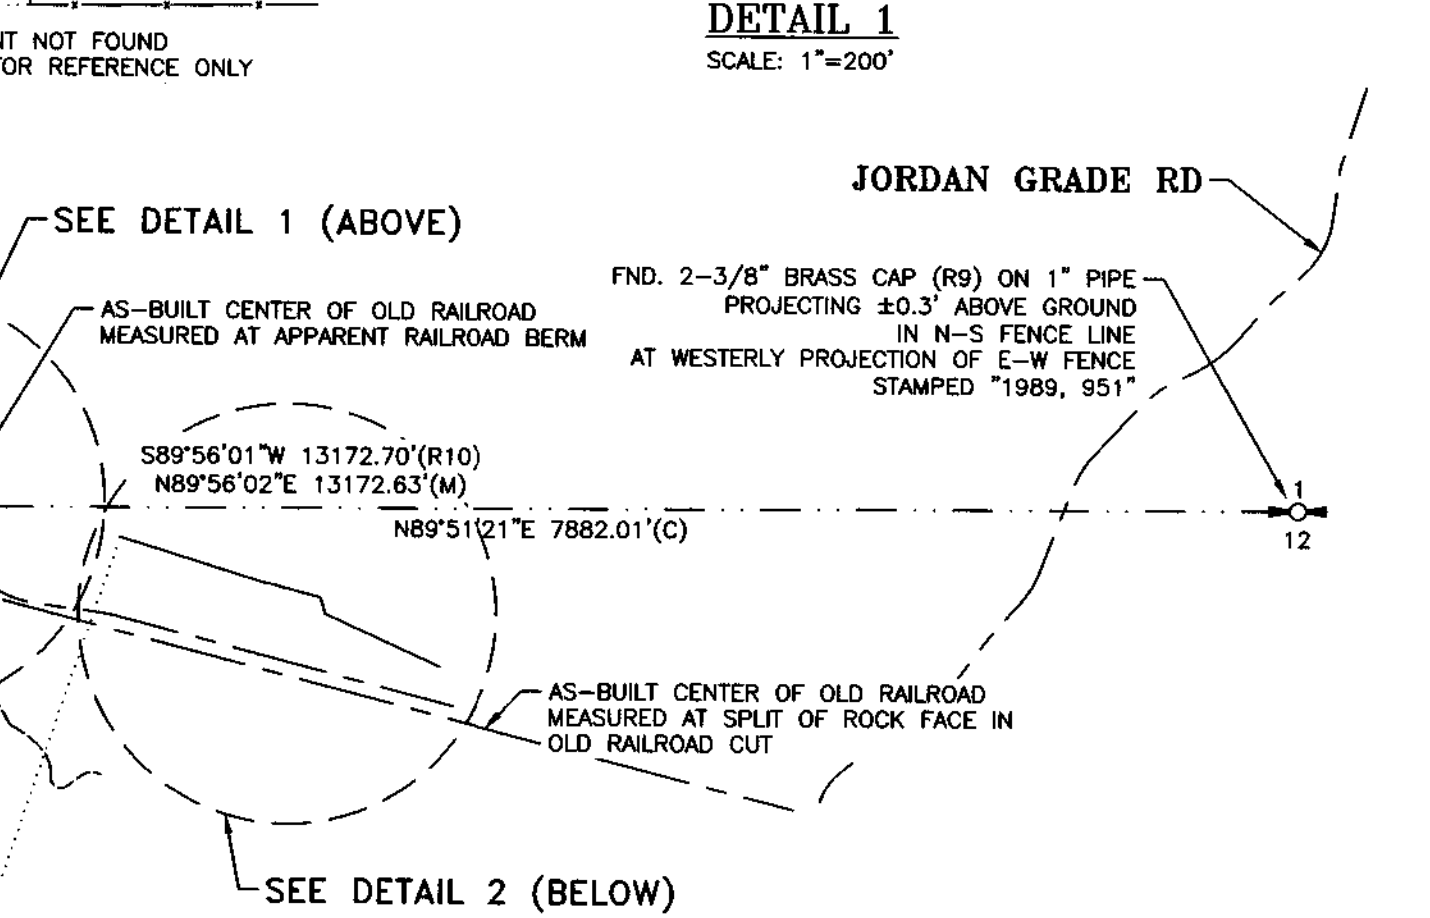 DETAIL 1
SCALE: 1"=200'
NT NOT FOUND
FOR REFERENCE ONLY
JORDAN GRADE RD
SEE DETAIL 1 (ABOVE)
FND. 2-3/8" BRASS CAP (R9) ON 1" PIPE
PROJECTING ±0.3' ABOVE GROUND
IN N-S FENCE LINE
AT WESTERLY PROJECTION OF E-W FENCE
STAMPED "1989, 951"
AS-BUILT CENTER OF OLD RAILROAD
MEASURED AT APPARENT RAILROAD BERM
S89°56'01"W 13172.70'(R10)
N89°56'02"E 13172.63'(M)
N89°51'21"E 7882.01'(C)
1
12
AS-BUILT CENTER OF OLD RAILROAD
MEASURED AT SPLIT OF ROCK FACE IN
OLD RAILROAD CUT
SEE DETAIL 2 (BELOW)